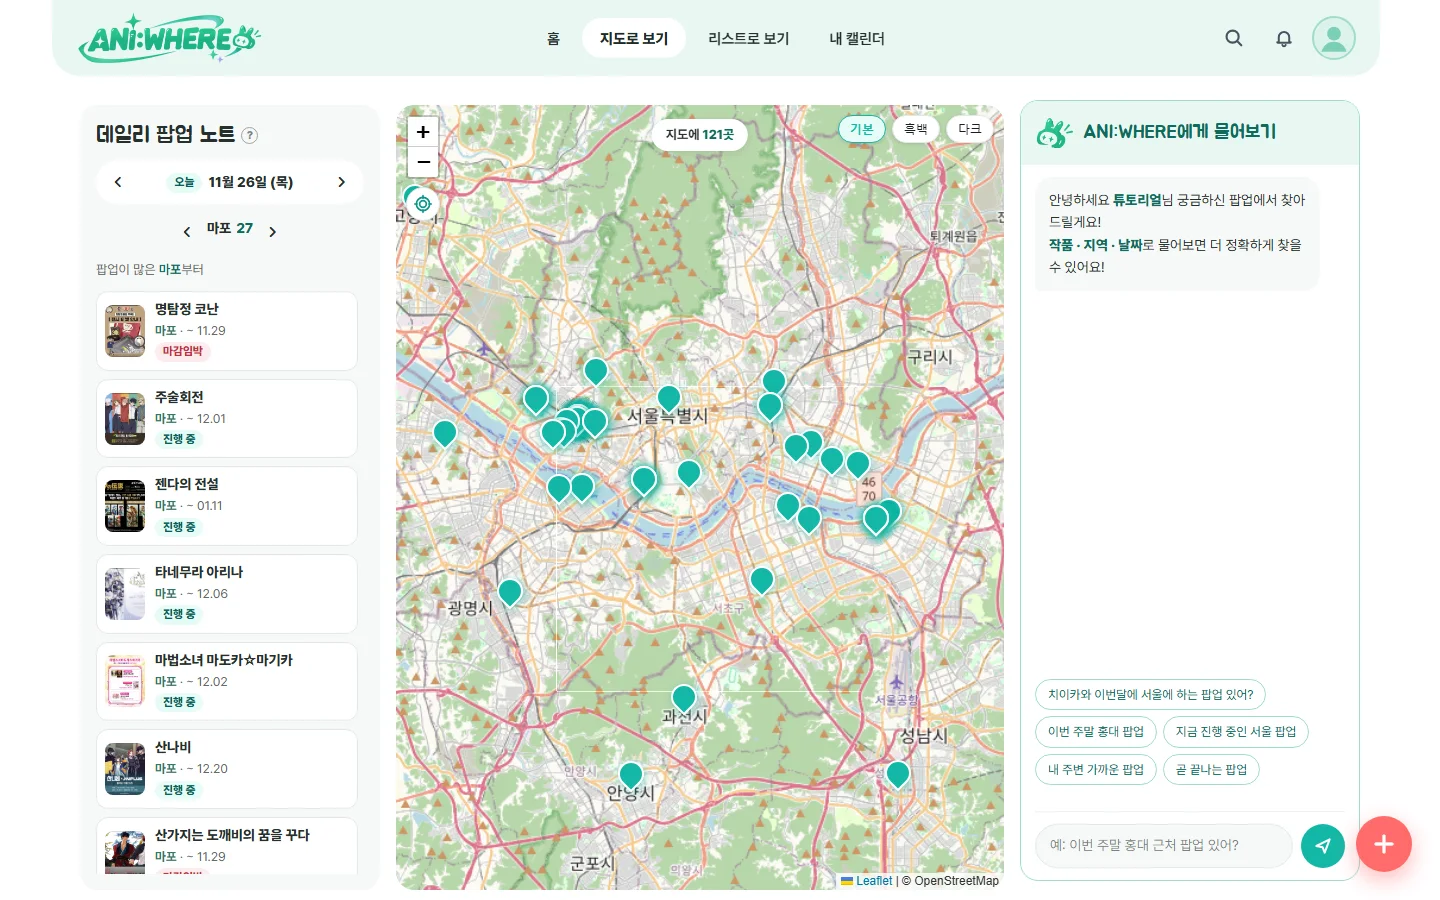 ANI:WHERE
홈
지도로 보기
리스트로 보기
내 캘린더
데일리 팝업 노트 ?
오늘 11월 26일 (목)
마포 27
팝업이 많은 마포부터
명탐정 코난
마포 · ~ 11.29
마감임박
주술회전
마포 · ~ 12.01
진행 중
젠다의 전설
마포 · ~ 01.11
진행 중
타네무라 아리나
마포 · ~ 12.06
진행 중
마법소녀 마도카☆마기카
마포 · ~ 12.02
진행 중
산나비
마포 · ~ 12.20
진행 중
산가지는 도깨비의 꿈을 꾸다
마포 · ~ 11.29
+
−
지도에 121곳
기본
흑백
다크
퇴계원읍
구리시
서울특별시
46
70
광명시
서초구
과천시
서울공항
성남시
안양시
안양시
군포시
의왕시
Leaflet | © OpenStreetMap
ANI:WHERE에게 물어보기
안녕하세요 튜토리얼님 궁금하신 팝업에서 찾아
드릴게요!
작품 · 지역 · 날짜로 물어보면 더 정확하게 찾을
수 있어요!
치이카와 이번달에 서울에 하는 팝업 있어?
이번 주말 홍대 팝업
지금 진행 중인 서울 팝업
내 주변 가까운 팝업
곧 끝나는 팝업
예: 이번 주말 홍대 근처 팝업 있어?
+